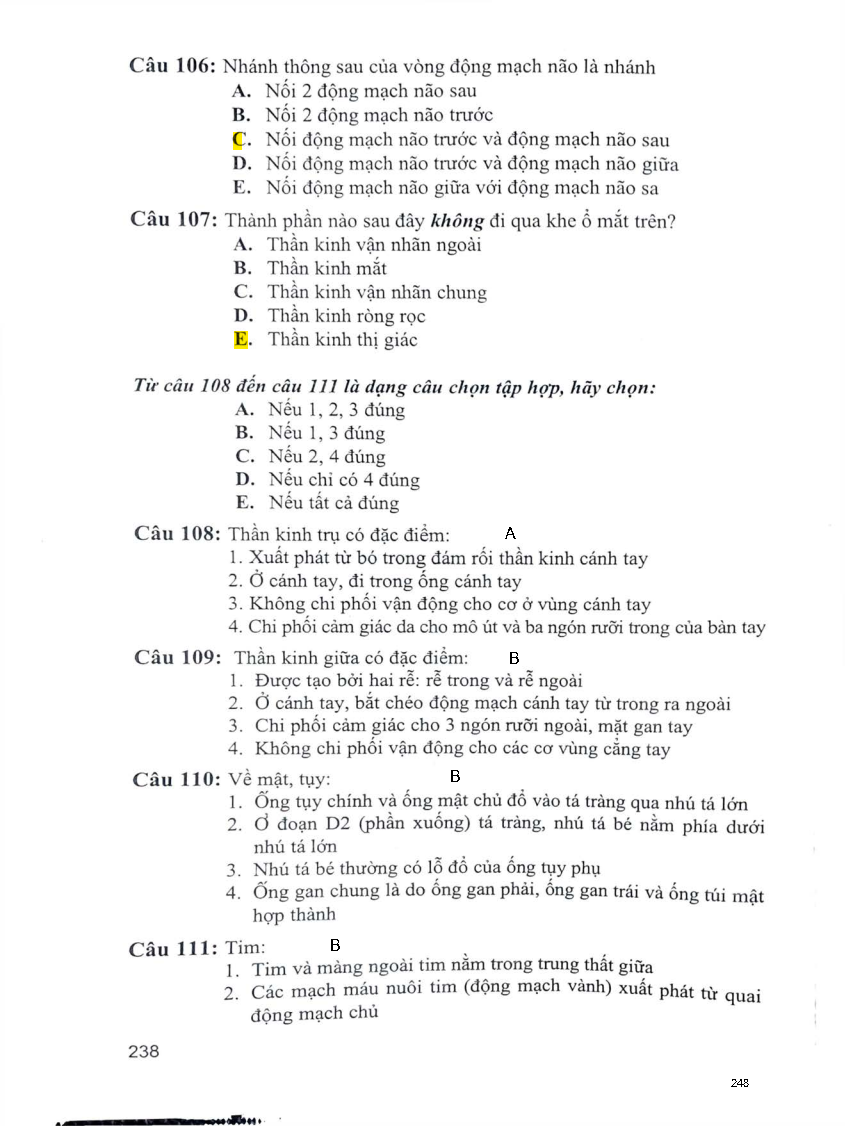 Câu 106: Nhánh thông sau của vòng động mạch não là nhánh
A. Nối 2 động mạch não sau
B. Nối 2 động mạch não trước
C. Nối động mạch não trước và động mạch não sau
D. Nối động mạch não trước và động mạch não giữa
E. Nối động mạch não giữa với động mạch não sa
Câu 107: Thành phần nào sau đây không đi qua khe ổ mắt trên?
A. Thần kinh vận nhãn ngoài
B. Thần kinh mắt
C. Thần kinh vận nhãn chung
D. Thần kinh ròng rọc
E. Thần kinh thị giác
Từ câu 108 đến câu 111 là dạng câu chọn tập hợp, hãy chọn:
A. Nếu 1, 2, 3 đúng
B. Nếu 1, 3 đúng
C. Nếu 2, 4 đúng
D. Nếu chỉ có 4 đúng
E. Nếu tất cả đúng
Câu 108: Thần kinh trụ có đặc điểm: A
1. Xuất phát từ bó trong đám rối thần kinh cánh tay
2. Ở cánh tay, đi trong ống cánh tay
3. Không chi phối vận động cho cơ ở vùng cánh tay
4. Chi phối cảm giác da cho mô út và ba ngón rưỡi trong của bàn tay
Câu 109: Thần kinh giữa có đặc điểm: B
1. Được tạo bởi hai rễ: rễ trong và rễ ngoài
2. Ở cánh tay, bắt chéo động mạch cánh tay từ trong ra ngoài
3. Chi phối cảm giác cho 3 ngón rưỡi ngoài, mặt gan tay
4. Không chi phối vận động cho các cơ vùng cẳng tay
Câu 110: Về mật, tụy: B
1. Ống tụy chính và ống mật chủ đổ vào tá tràng qua nhú tá lớn
2. Ở đoạn D2 (phần xuống) tá tràng, nhú tá bé nằm phía dưới
nhú tá lớn
3. Nhú tá bé thường có lỗ đổ của ống tụy phụ
4. Ống gan chung là do ống gan phải, ống gan trái và ống túi mật
hợp thành
Câu 111: Tim: B
1. Tim và màng ngoài tim nằm trong trung thất giữa
2. Các mạch máu nuôi tim (động mạch vành) xuất phát từ quai
động mạch chủ
238
248